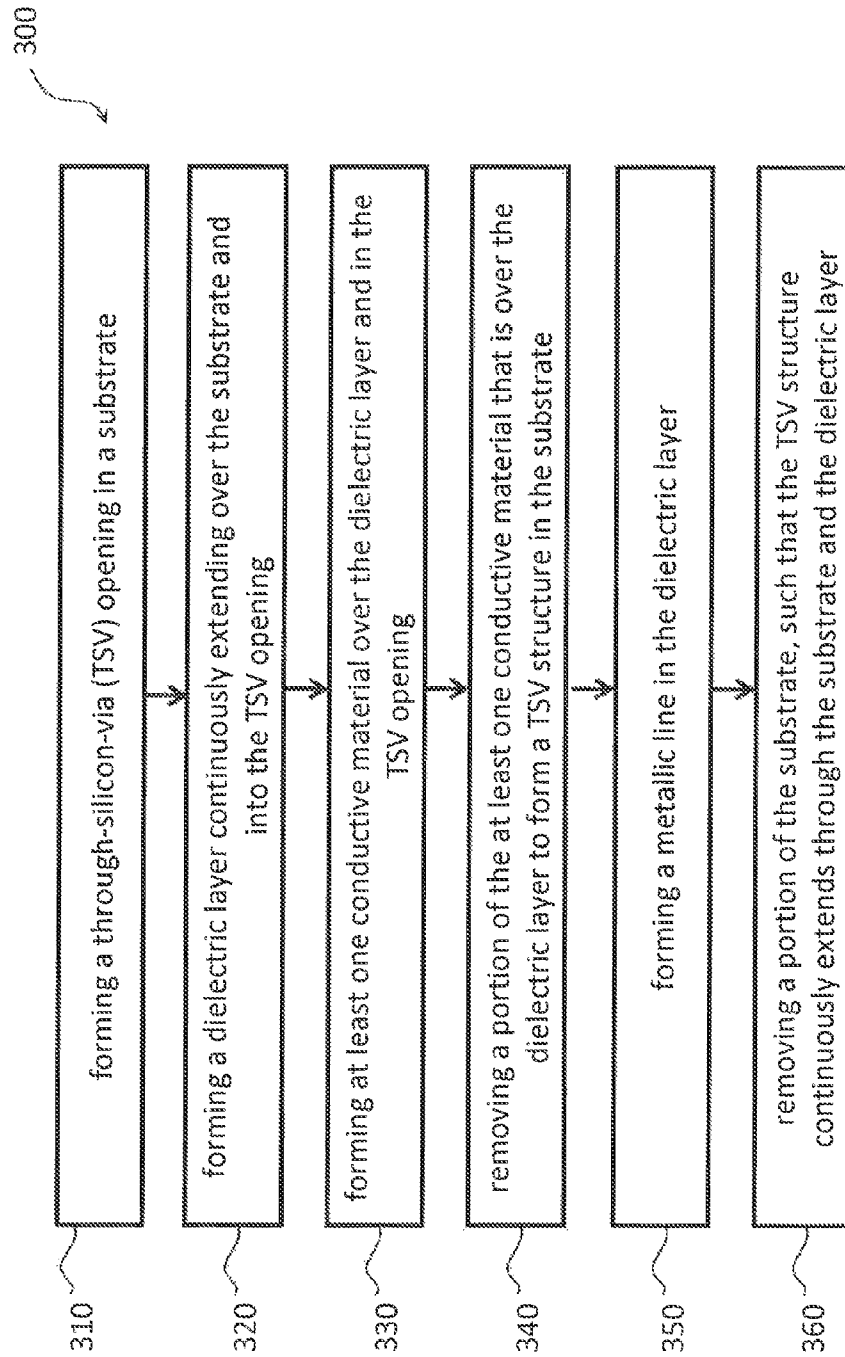 300
310
forming a through-silicon-via (TSV) opening in a substrate
320
forming a dielectric layer continuously extending over the substrate and
into the TSV opening
330
forming at least one conductive material over the dielectric layer and in the
TSV opening
340
removing a portion of the at least one conductive material that is over the
dielectric layer to form a TSV structure in the substrate
350
forming a metallic line in the dielectric layer
360
removing a portion of the substrate, such that the TSV structure
continuously extends through the substrate and the dielectric layer